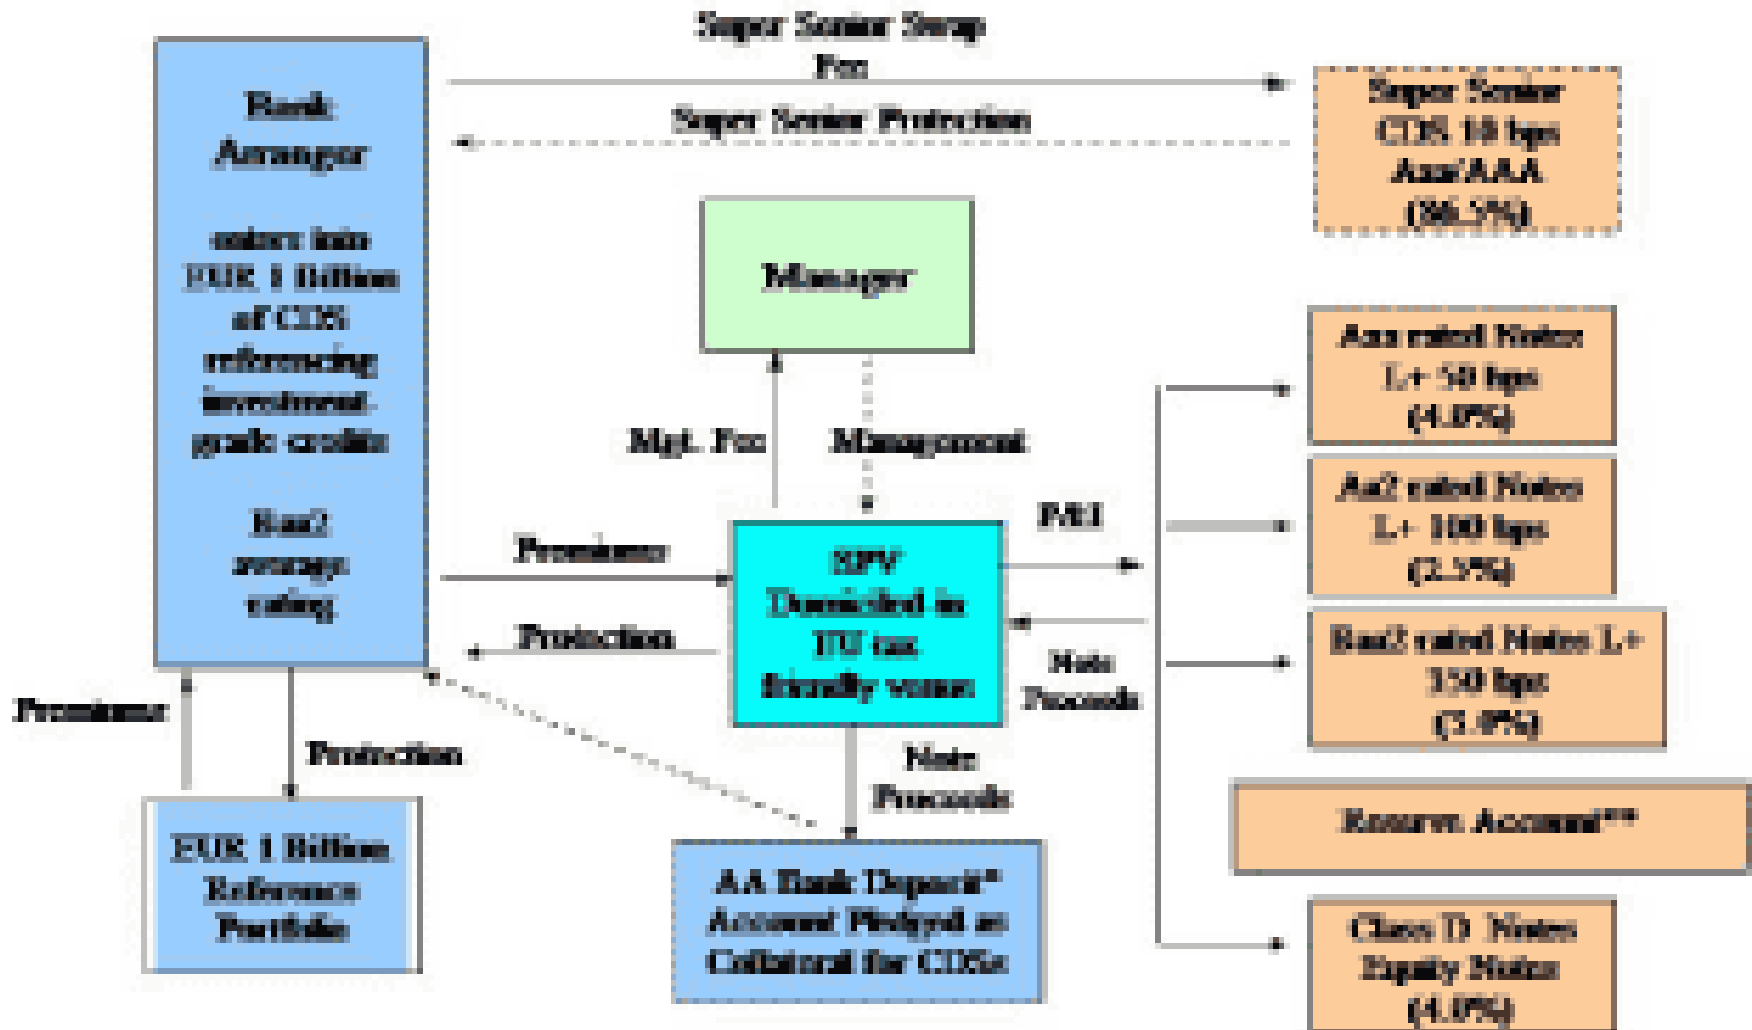 Super Senior Swap
Fee
Super Senior Protection
Bank
Arranger
enters into
EUR 1 Billion
of CDS
referencing
investment-
grade credits
Baa2
average
rating
Super Senior
CDS 10 bps
Aaa/AAA
(86.5%)
Manager
Mgt. Fee
Management
Aaa rated Notes
L+ 50 bps
(4.0%)
Aa2 rated Notes
L+ 100 bps
(2.5%)
P&I
Premiums
Protection
SPV
Domiciled in
EU tax
friendly venue
Note
Proceeds
Baa2 rated Notes L+
350 bps
(3.0%)
Premiums
Protection
Note
Proceeds
Reserve Account**
EUR 1 Billion
Reference
Portfolio
AA Bank Deposit*
Account Pledged as
Collateral for CDSs
Class D Notes
Equity Notes
(4.0%)